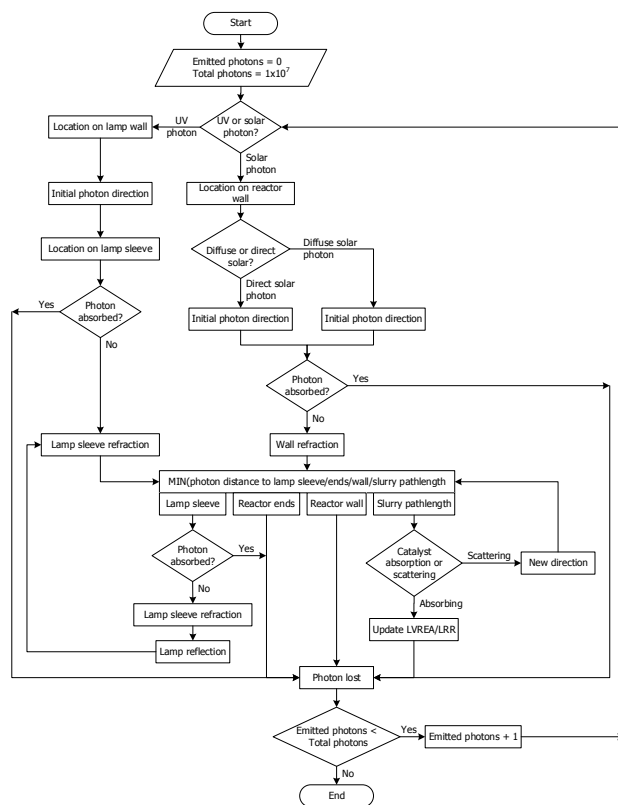 Start
Emitted photons = 0
Total photons = 1x10⁷
UV or solar
photon?
UV
photon
Location on lamp wall
Solar
photon
Initial photon direction
Location on reactor
wall
Location on lamp sleeve
Diffuse or direct
solar?
Diffuse solar
photon
Direct solar
photon
Photon
absorbed?
Yes
No
Initial photon direction
Initial photon direction
Photon
absorbed?
Yes
No
Lamp sleeve refraction
Wall refraction
MIN(photon distance to lamp sleeve/ends/wall/slurry pathlength
Lamp sleeve
Reactor ends
Reactor wall
Slurry pathlength
Photon
absorbed?
Yes
No
Catalyst
absorption or
scattering
Scattering
New direction
Absorbing
Lamp sleeve refraction
Update LVREA/LRR
Lamp reflection
Photon lost
Emitted photons <
Total photons
Yes
Emitted photons + 1
No
End